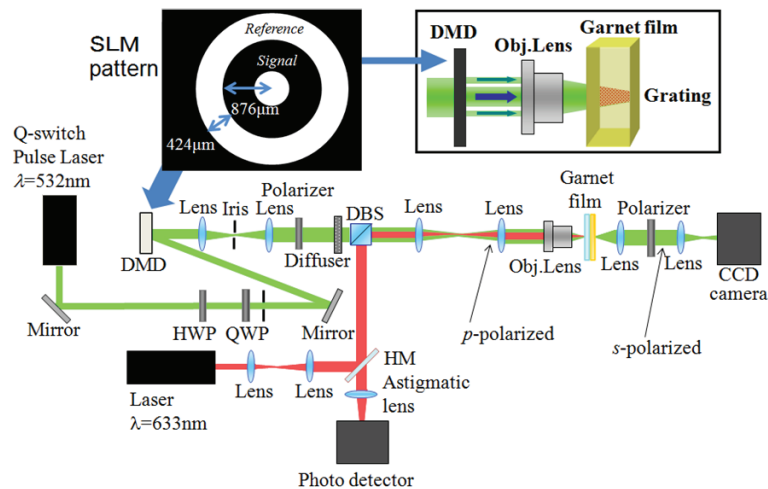 SLM
pattern
Reference
Signal
876μm
424μm
DMD
Obj.Lens
Garnet film
Grating
Q-switch
Pulse Laser
λ=532nm
Mirror
DMD
Lens
Iris
Lens
Polarizer
Diffuser
DBS
Lens
Lens
Obj.Lens
Garnet
film
Lens
Polarizer
Lens
CCD
camera
HWP
QWP
Mirror
p-polarized
s-polarized
Laser
λ=633nm
Lens
Lens
HM
Astigmatic
lens
Photo detector